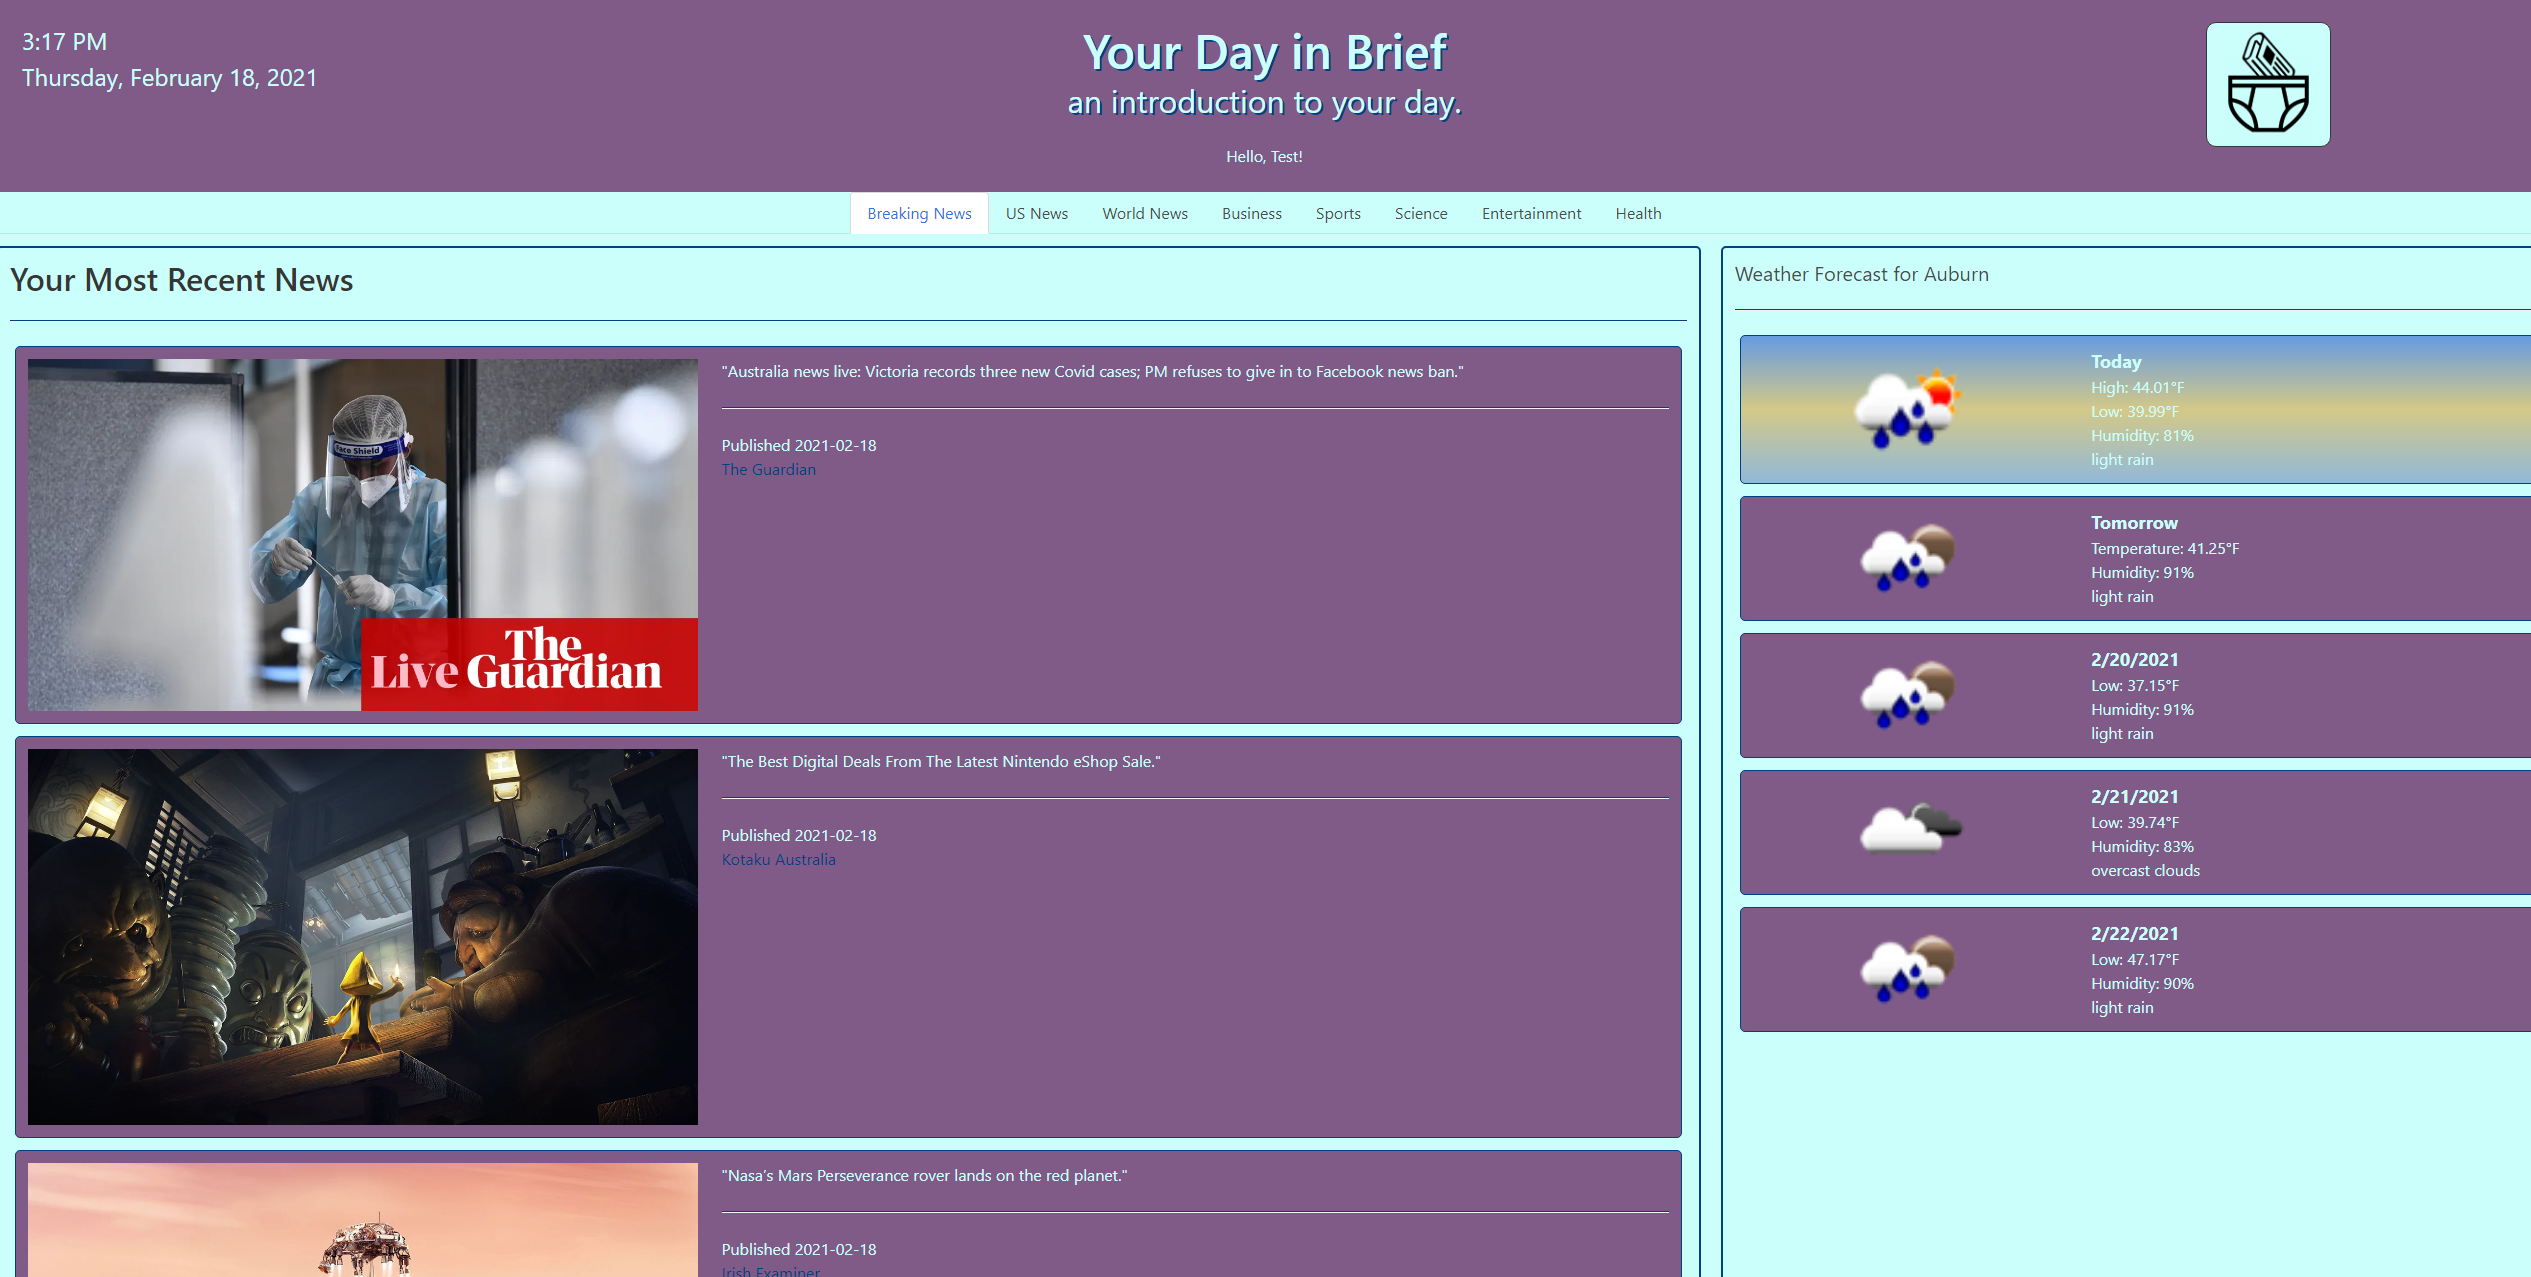 3:17 PM
Thursday, February 18, 2021
Your Day in Brief
an introduction to your day.
Hello, Test!
Breaking News
US News
World News
Business
Sports
Science
Entertainment
Health
Your Most Recent News
"Australia news live: Victoria records three new Covid cases; PM refuses to give in to Facebook news ban."
Published 2021-02-18
The Guardian
Face Shield
The
Live Guardian
"The Best Digital Deals From The Latest Nintendo eShop Sale."
Published 2021-02-18
Kotaku Australia
"Nasa's Mars Perseverance rover lands on the red planet."
Published 2021-02-18
Irish Examiner
Weather Forecast for Auburn
Today
High: 44.01°F
Low: 39.99°F
Humidity: 81%
light rain
Tomorrow
Temperature: 41.25°F
Humidity: 91%
light rain
2/20/2021
Low: 37.15°F
Humidity: 91%
light rain
2/21/2021
Low: 39.74°F
Humidity: 83%
overcast clouds
2/22/2021
Low: 47.17°F
Humidity: 90%
light rain